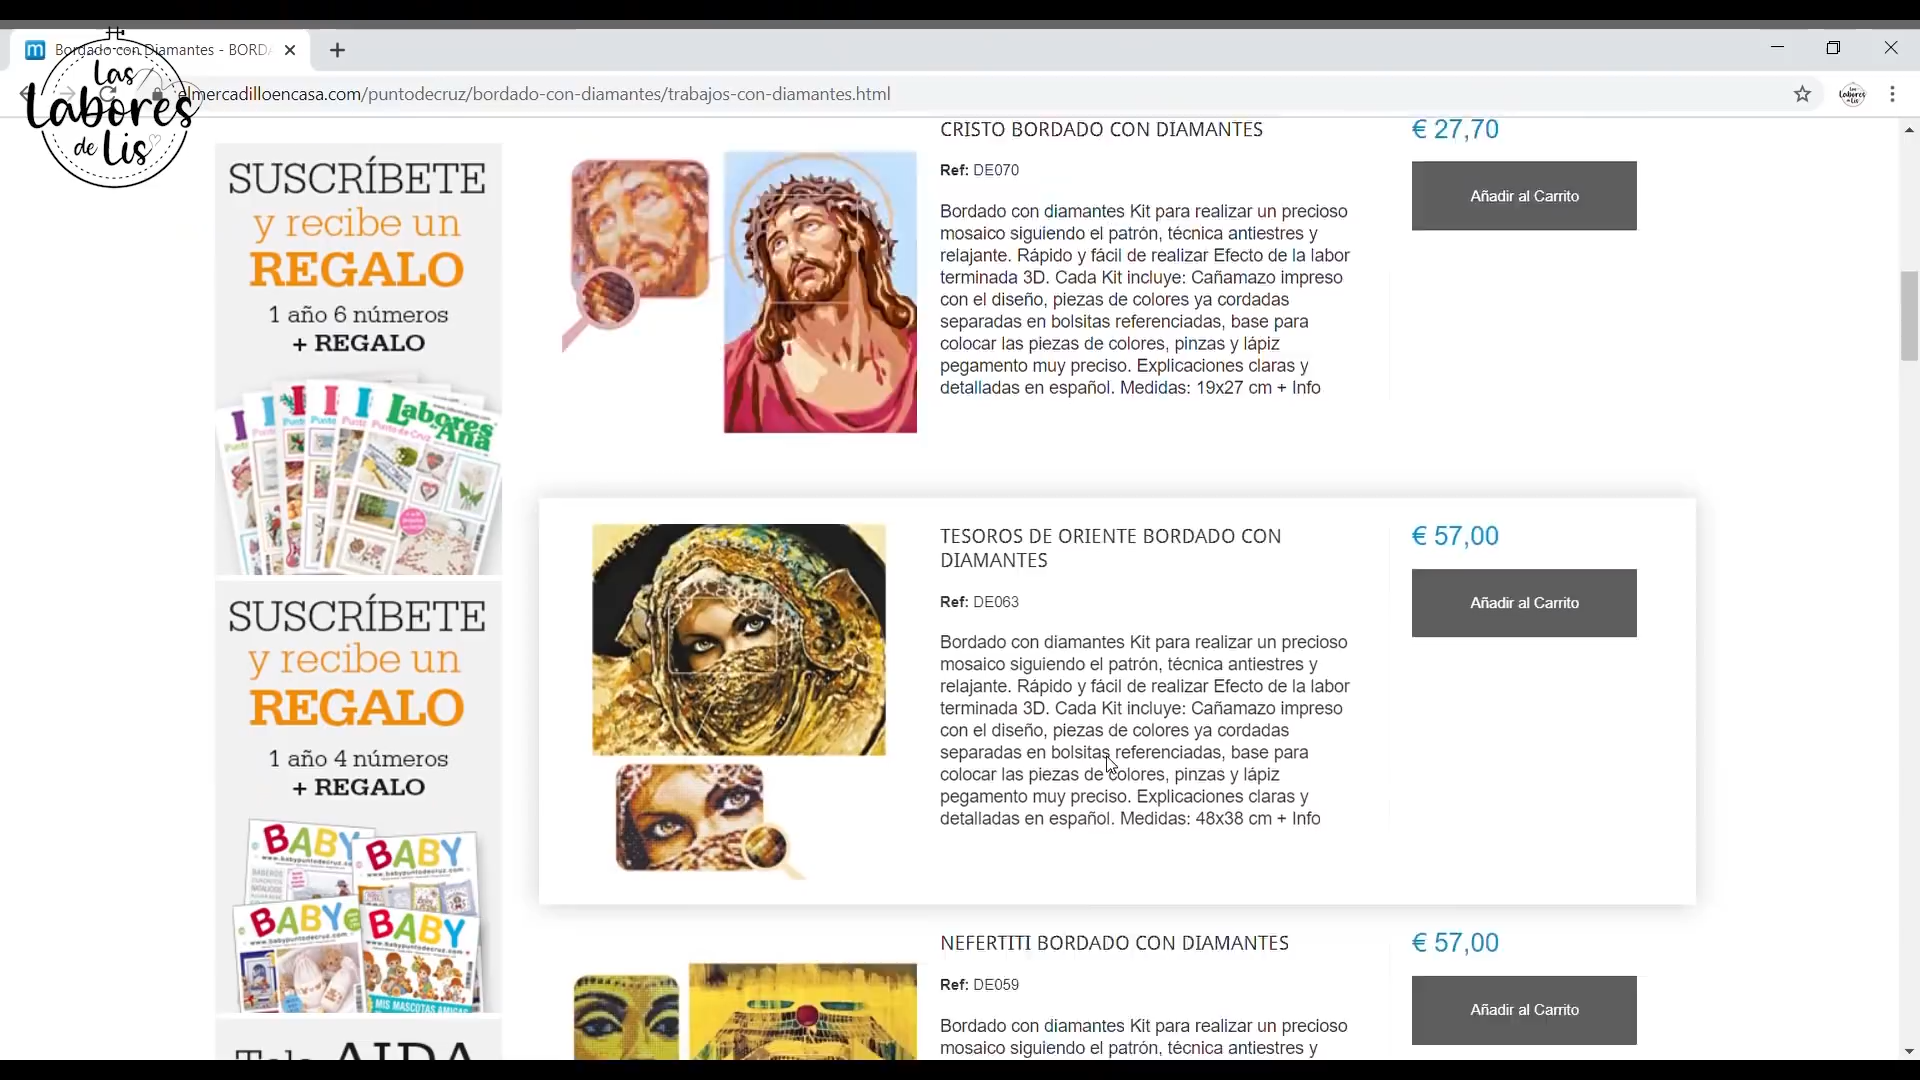 Bordado con Diamantes - BORDA
elmercadilloencasa.com/puntodecruz/bordado-con-diamantes/trabajos-con-diamantes.html
Las
Labores
de Lis
SUSCRÍBETE
y recibe un
REGALO
1 año 6 números
+ REGALO
Labores
Ana
Punto de Cruz
CRISTO BORDADO CON DIAMANTES
Ref: DE070
Bordado con diamantes Kit para realizar un precioso
mosaico siguiendo el patrón, técnica antiestres y
relajante. Rápido y fácil de realizar Efecto de la labor
terminada 3D. Cada Kit incluye: Cañamazo impreso
con el diseño, piezas de colores ya cordadas
separadas en bolsitas referenciadas, base para
colocar las piezas de colores, pinzas y lápiz
pegamento muy preciso. Explicaciones claras y
detalladas en español. Medidas: 19x27 cm + Info
€ 27,70
Añadir al Carrito
TESOROS DE ORIENTE BORDADO CON
DIAMANTES
Ref: DE063
Bordado con diamantes Kit para realizar un precioso
mosaico siguiendo el patrón, técnica antiestres y
relajante. Rápido y fácil de realizar Efecto de la labor
terminada 3D. Cada Kit incluye: Cañamazo impreso
con el diseño, piezas de colores ya cordadas
separadas en bolsitas referenciadas, base para
colocar las piezas de colores, pinzas y lápiz
pegamento muy preciso. Explicaciones claras y
detalladas en español. Medidas: 48x38 cm + Info
€ 57,00
Añadir al Carrito
SUSCRÍBETE
y recibe un
REGALO
1 año 4 números
+ REGALO
BABY
BABY
BABY
BABY
www.babypuntodecruz.com
MIS MASCOTAS AMIGAS
Tela AIDA
NEFERTITI BORDADO CON DIAMANTES
Ref: DE059
Bordado con diamantes Kit para realizar un precioso
mosaico siguiendo el patrón, técnica antiestres y
€ 57,00
Añadir al Carrito